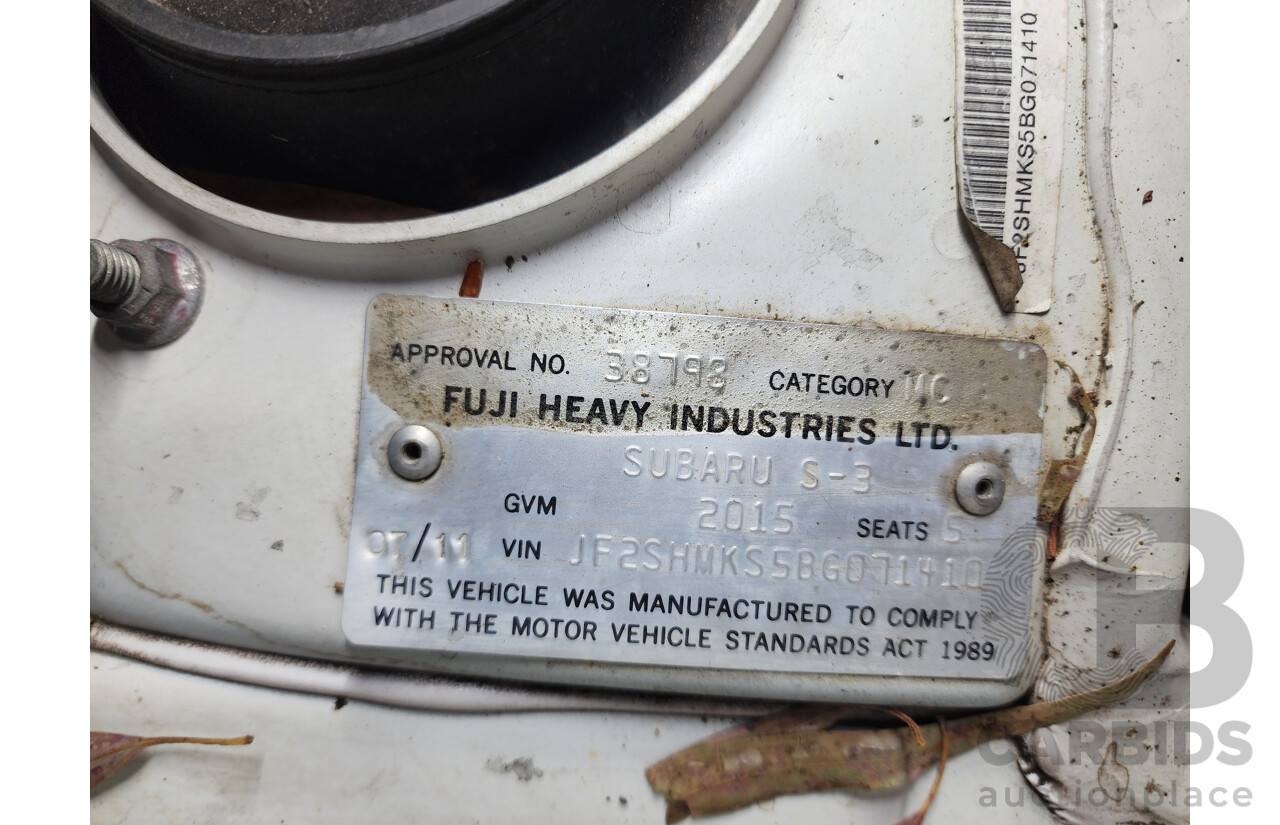 JF2SHMKS5BG071410
APPROVAL NO. 38798 CATEGORY MC
FUJI HEAVY INDUSTRIES LTD.
SUBARU S-3
GVM 2015 SEATS 5
07/11 VIN JF2SHMKS5BG071410
THIS VEHICLE WAS MANUFACTURED TO COMPLY
WITH THE MOTOR VEHICLE STANDARDS ACT 1989
CARBIDS
auctionplace